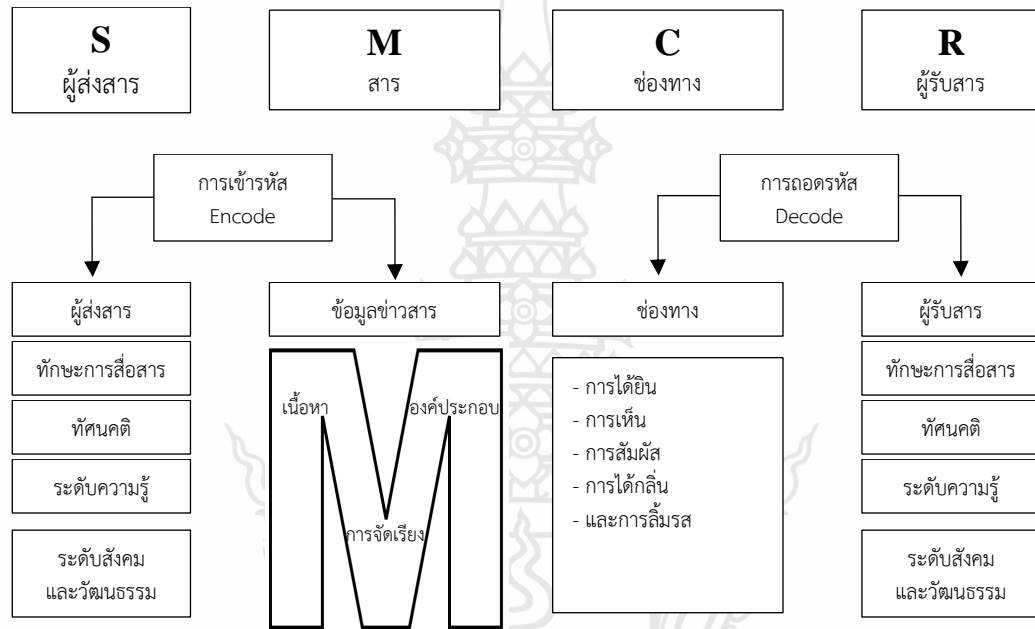 S
ผู้ส่งสาร
M
สาร
C
ช่องทาง
R
ผู้รับสาร
การเข้ารหัส
Encode
การถอดรหัส
Decode
ผู้ส่งสาร
ข้อมูลข่าวสาร
ช่องทาง
ผู้รับสาร
ทักษะการสื่อสาร
ทัศนคติ
ระดับความรู้
ระดับสังคม
และวัฒนธรรม
เนื้อหา
องค์ประกอบ
การจัดเรียง
- การได้ยิน
- การเห็น
- การสัมผัส
- การได้กลิ่น
- และการลิ้มรส
ทักษะการสื่อสาร
ทัศนคติ
ระดับความรู้
ระดับสังคม
และวัฒนธรรม